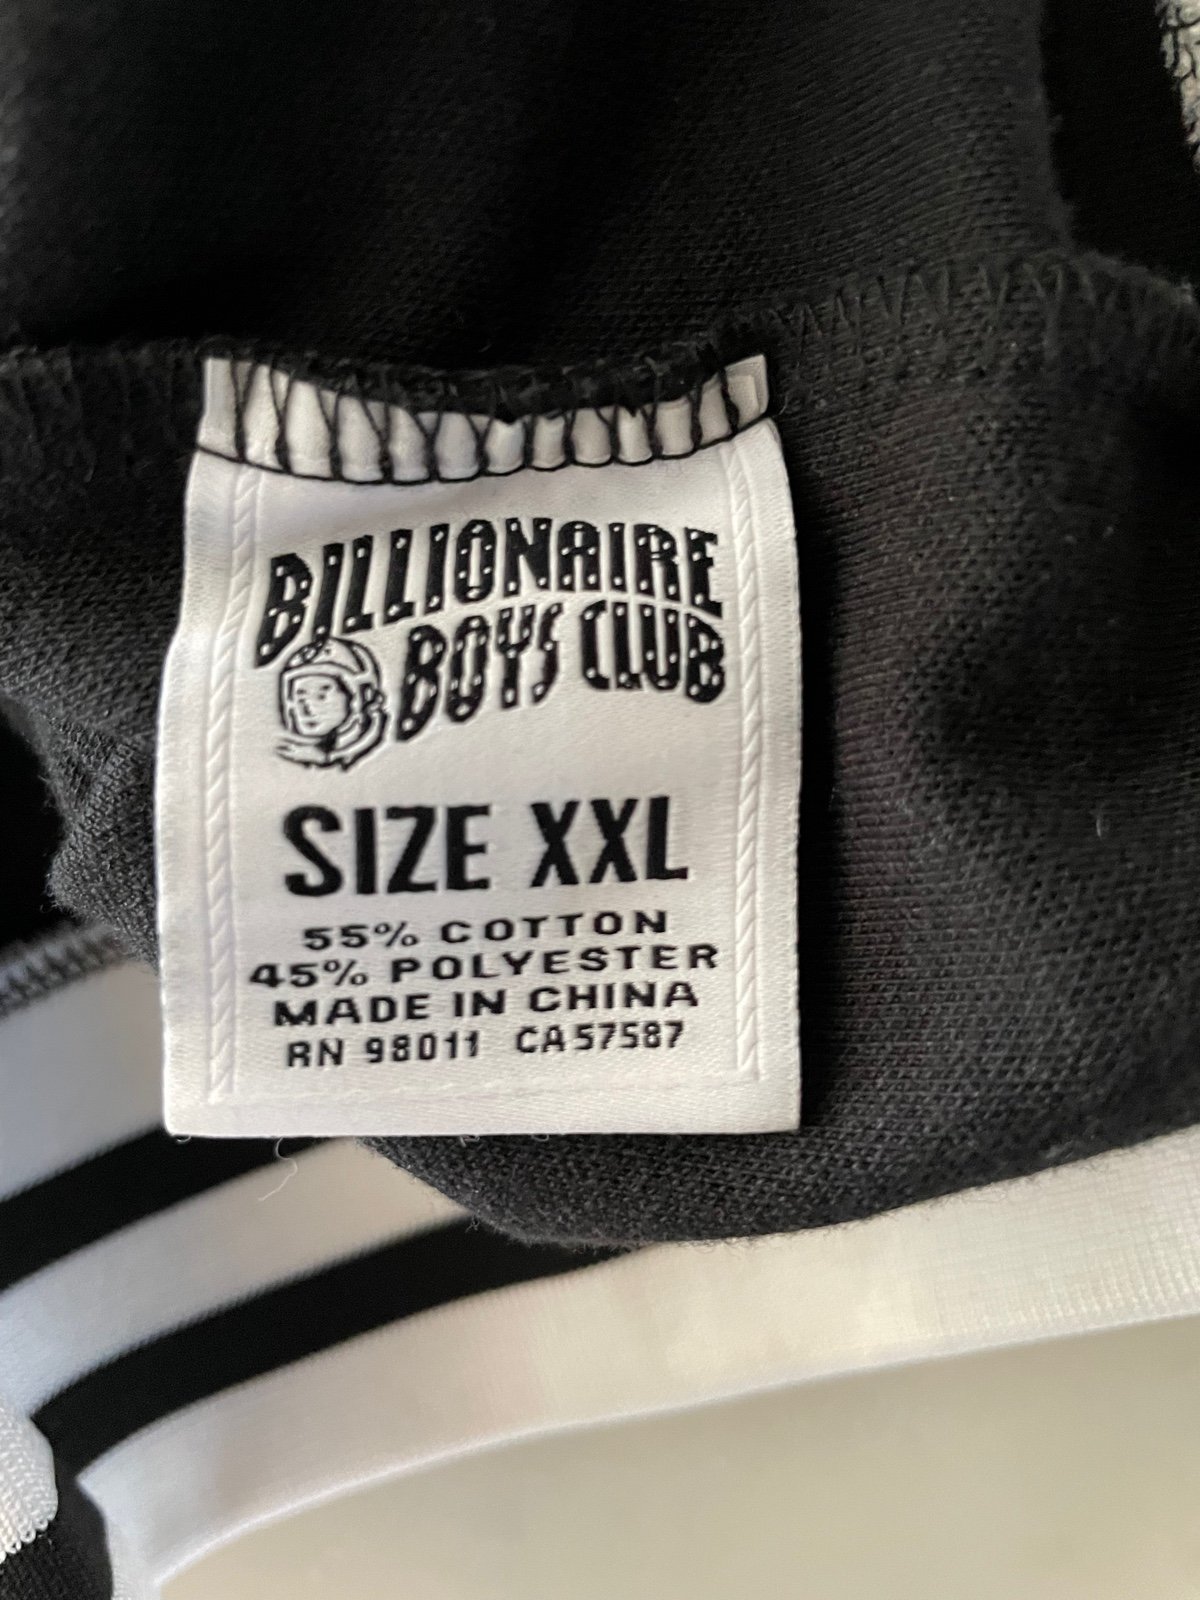 BILLIONAIRE
BOYS CLUB
SIZE XXL
55% COTTON
45% POLYESTER
MADE IN CHINA
RN 98011 CA57587